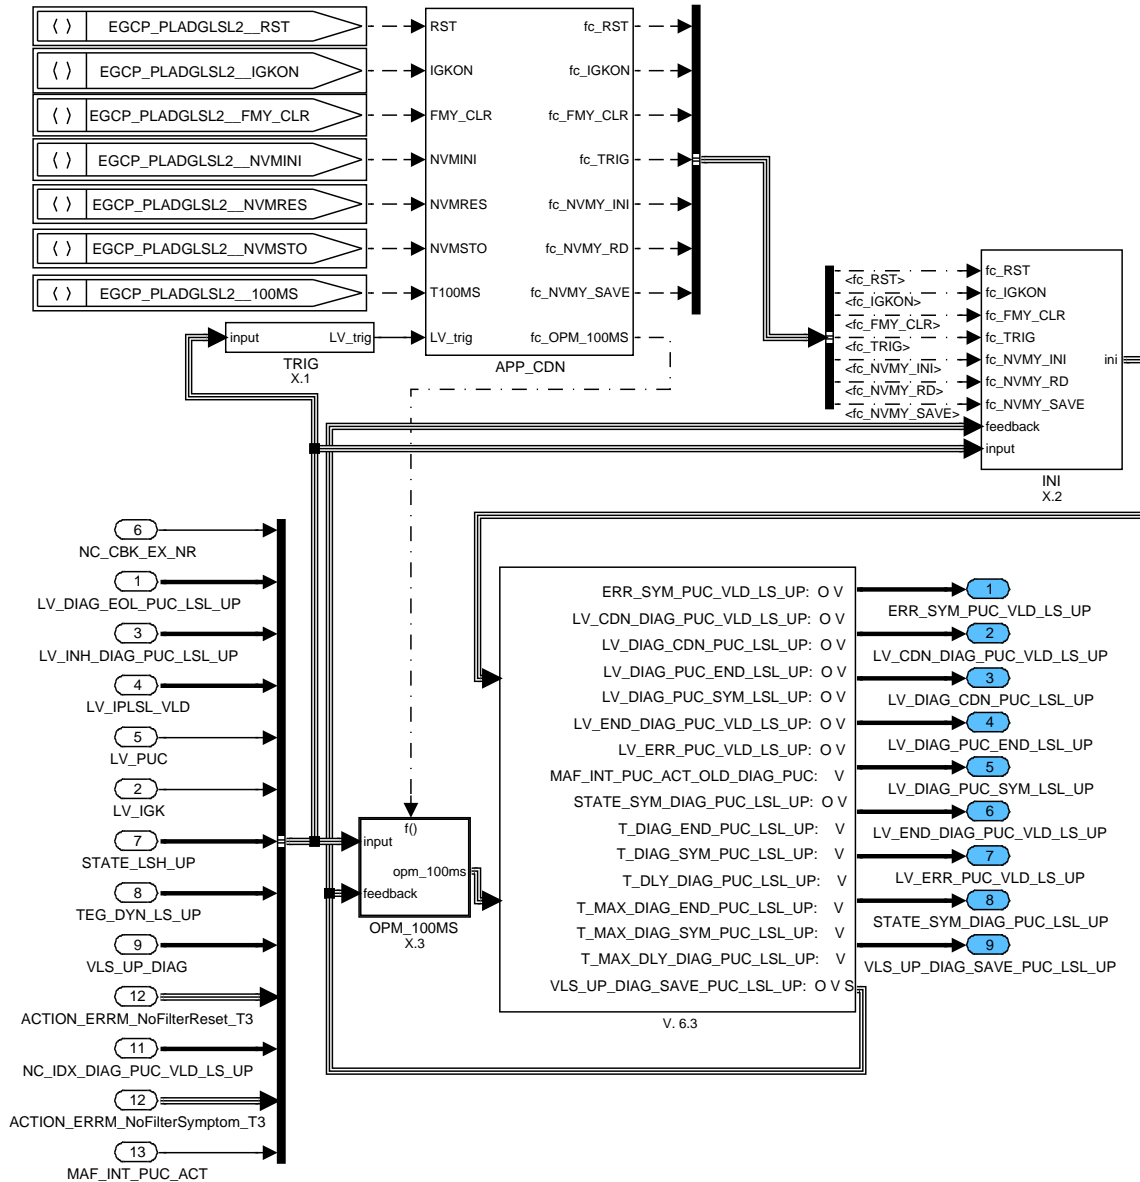 EGCP_PLADGLSL2__RST
EGCP_PLADGLSL2__IGKON
EGCP_PLADGLSL2__FMY_CLR
EGCP_PLADGLSL2__NVMINI
EGCP_PLADGLSL2__NVMRES
EGCP_PLADGLSL2__NVMSTO
EGCP_PLADGLSL2__100MS
RST fc_RST
IGKON fc_IGKON
FMY_CLR fc_FMY_CLR
NVMINI fc_TRIG
NVMRES fc_NVMY_INI
NVMSTO fc_NVMY_RD
T100MS fc_NVMY_SAVE
LV_trig fc_OPM_100MS
APP_CDN
input LV_trig
TRIG
X.1
<fc_RST>
<fc_IGKON>
<fc_FMY_CLR>
<fc_TRIG>
<fc_NVMY_INI>
<fc_NVMY_RD>
<fc_NVMY_SAVE>
fc_RST
fc_IGKON
fc_FMY_CLR
fc_TRIG
fc_NVMY_INI
fc_NVMY_RD
fc_NVMY_SAVE
feedback
input
ini
INI
X.2
6
NC_CBK_EX_NR
1
LV_DIAG_EOL_PUC_LSL_UP
3
LV_INH_DIAG_PUC_LSL_UP
4
LV_IPLSL_VLD
5
LV_PUC
2
LV_IGK
7
STATE_LSH_UP
8
TEG_DYN_LS_UP
9
VLS_UP_DIAG
12
ACTION_ERRM_NoFilterReset_T3
11
NC_IDX_DIAG_PUC_VLD_LS_UP
12
ACTION_ERRM_NoFilterSymptom_T3
13
MAF_INT_PUC_ACT
f()
input
opm_100ms
feedback
OPM_100MS
X.3
ERR_SYM_PUC_VLD_LS_UP: O V
LV_CDN_DIAG_PUC_VLD_LS_UP: O V
LV_DIAG_CDN_PUC_LSL_UP: O V
LV_DIAG_PUC_END_LSL_UP: O V
LV_DIAG_PUC_SYM_LSL_UP: O V
LV_END_DIAG_PUC_VLD_LS_UP: O V
LV_ERR_PUC_VLD_LS_UP: O V
MAF_INT_PUC_ACT_OLD_DIAG_PUC: V
STATE_SYM_DIAG_PUC_LSL_UP: O V
T_DIAG_END_PUC_LSL_UP: V
T_DIAG_SYM_PUC_LSL_UP: V
T_DLY_DIAG_PUC_LSL_UP: V
T_MAX_DIAG_END_PUC_LSL_UP: V
T_MAX_DIAG_SYM_PUC_LSL_UP: V
T_MAX_DLY_DIAG_PUC_LSL_UP: V
VLS_UP_DIAG_SAVE_PUC_LSL_UP: O V S
V. 6.3
1
ERR_SYM_PUC_VLD_LS_UP
2
LV_CDN_DIAG_PUC_VLD_LS_UP
3
LV_DIAG_CDN_PUC_LSL_UP
4
LV_DIAG_PUC_END_LSL_UP
5
LV_DIAG_PUC_SYM_LSL_UP
6
LV_END_DIAG_PUC_VLD_LS_UP
7
LV_ERR_PUC_VLD_LS_UP
8
STATE_SYM_DIAG_PUC_LSL_UP
9
VLS_UP_DIAG_SAVE_PUC_LSL_UP